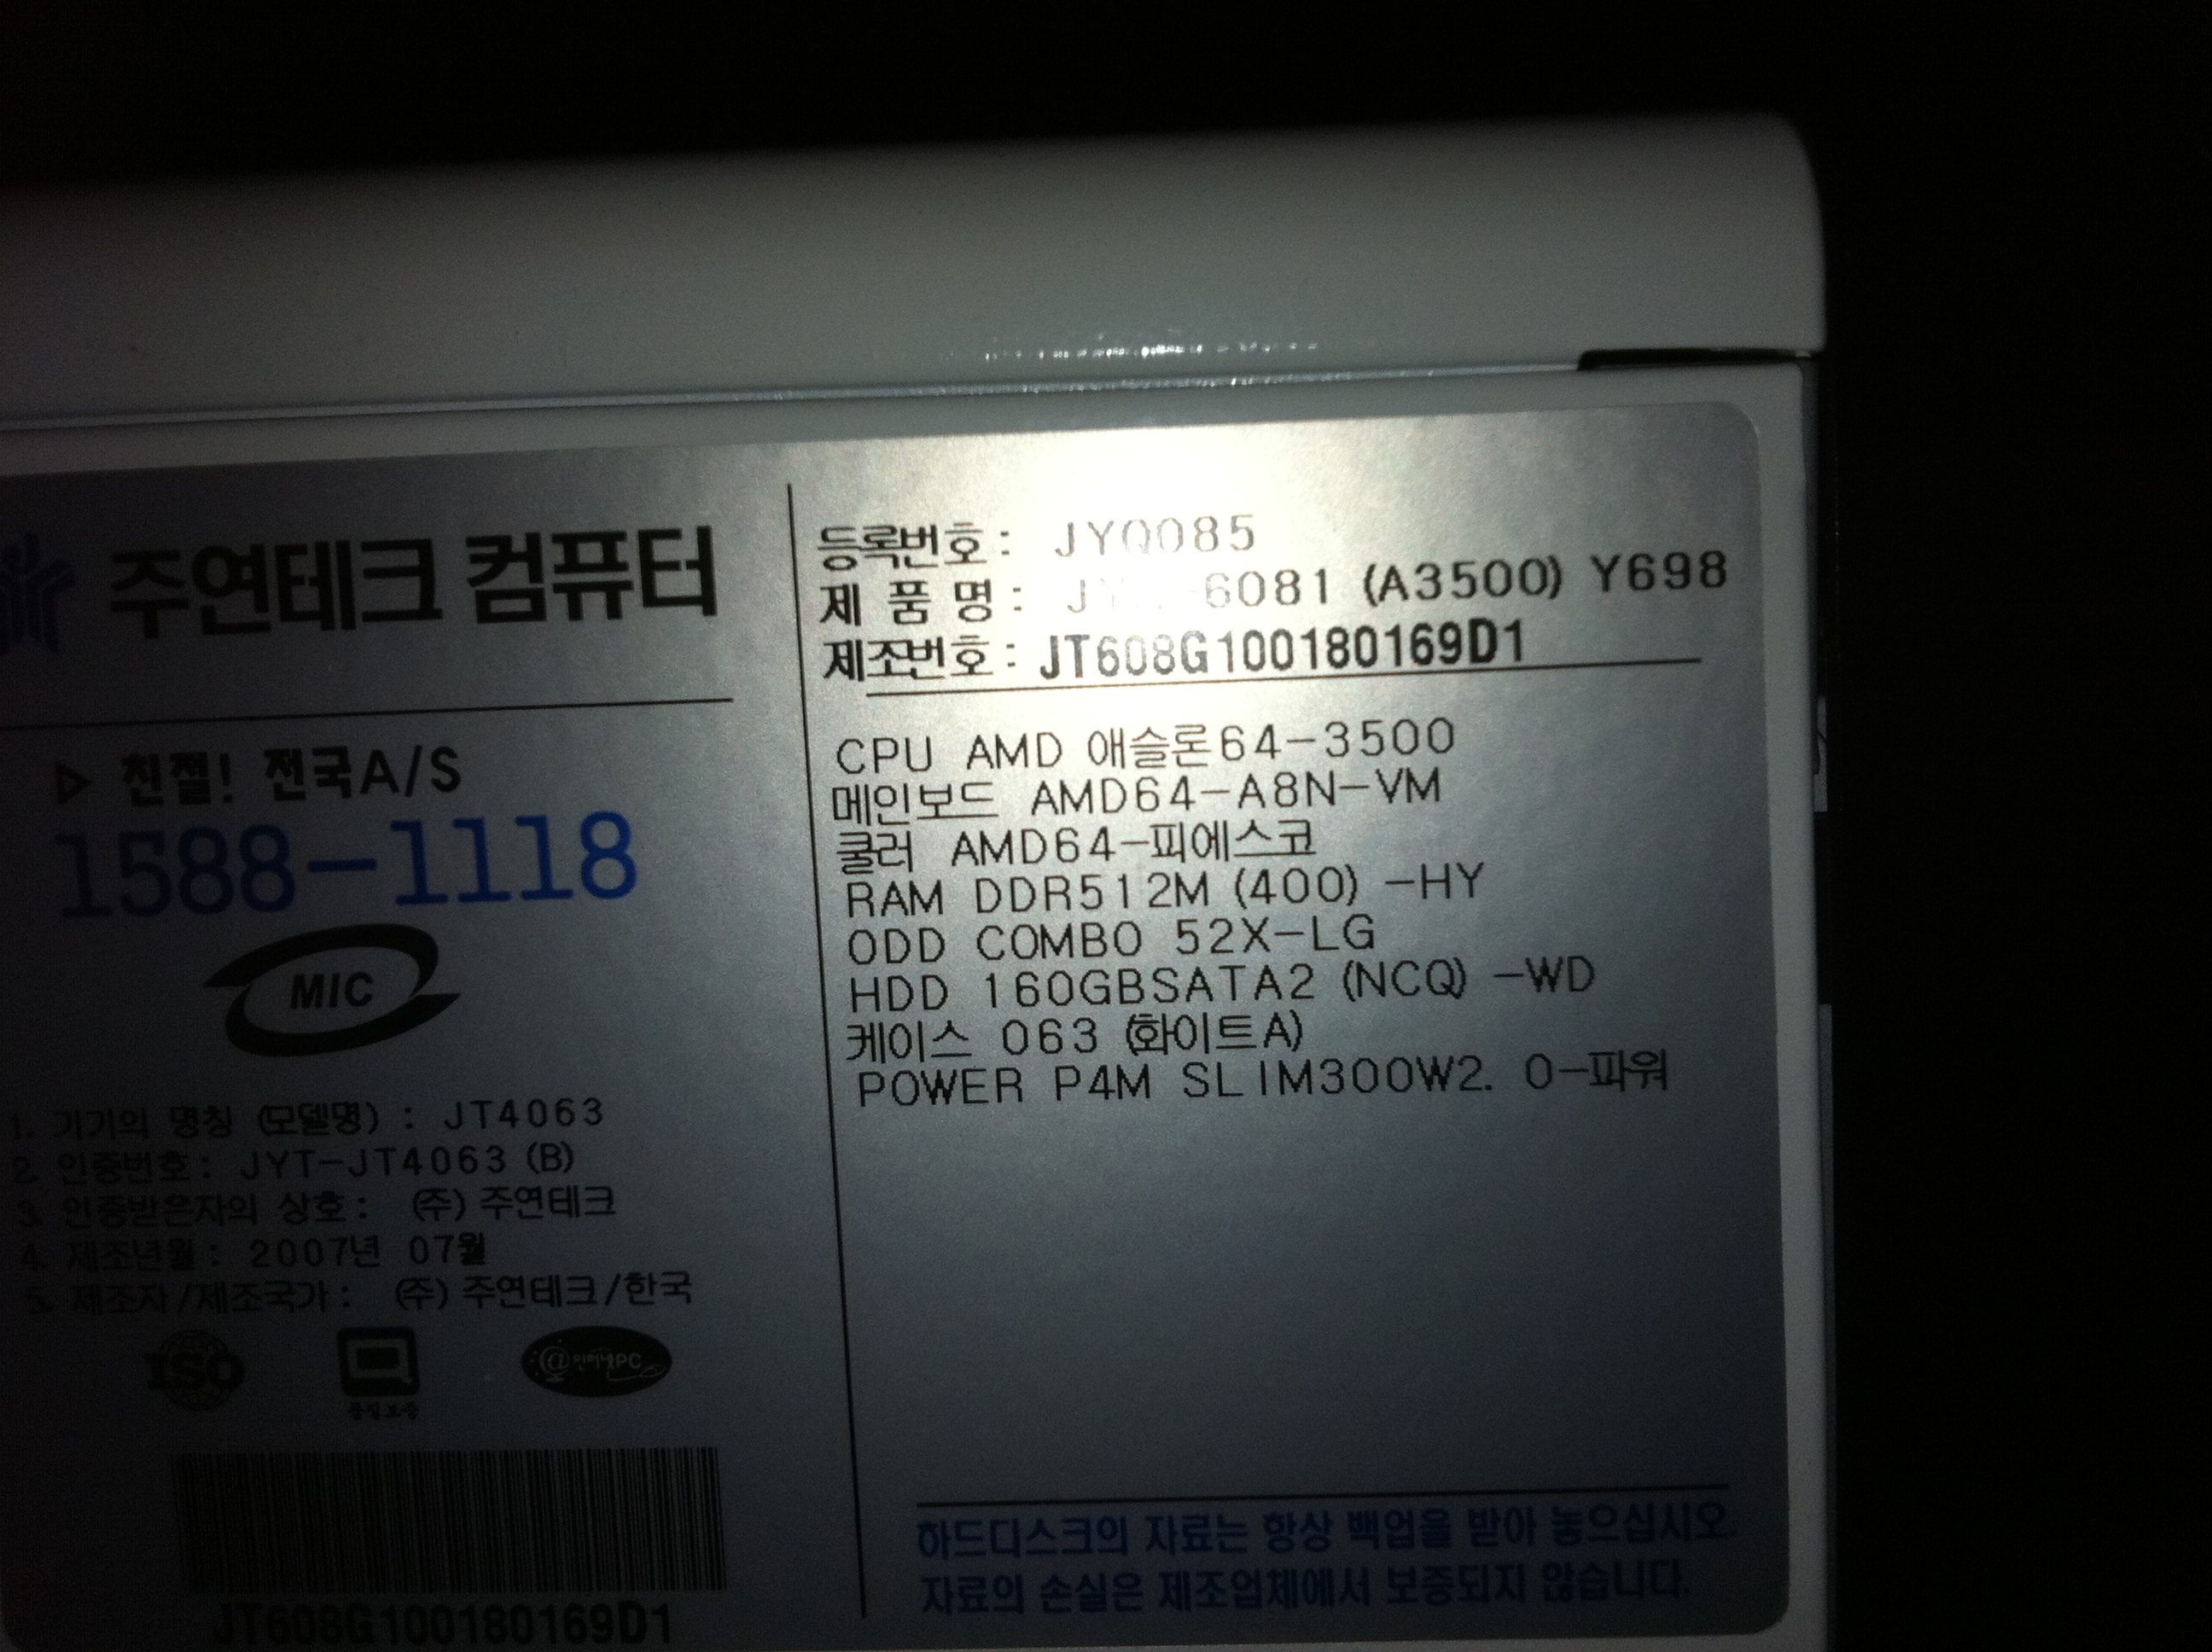 주연테크 컴퓨터
▷ 친절! 전국A/S
1588-1118
MIC
1. 기기의 명칭 (모델명) : JT4063
2. 인증번호: JYT-JT4063 (B)
3. 인증받은자의 상호: (주) 주연테크
4. 제조년월: 2007년 07월
5. 제조자/제조국가: (주) 주연테크/한국
ISO
품질보증
@인터넷PC
JT608G100180169D1
등록번호: JYQ085
제 품 명: 6081 (A3500) Y698
제조번호: JT608G100180169D1
CPU AMD 애슬론64-3500
메인보드 AMD64-A8N-VM
쿨러 AMD64-피에스코
RAM DDR512M (400) -HY
ODD COMBO 52X-LG
HDD 160GBSATA2 (NCQ) -WD
케이스 063 (화이트A)
POWER P4M SLIM300W2. 0-파워
하드디스크의 자료는 항상 백업을 받아 놓으십시오.
자료의 손실은 제조업체에서 보증되지 않습니다.